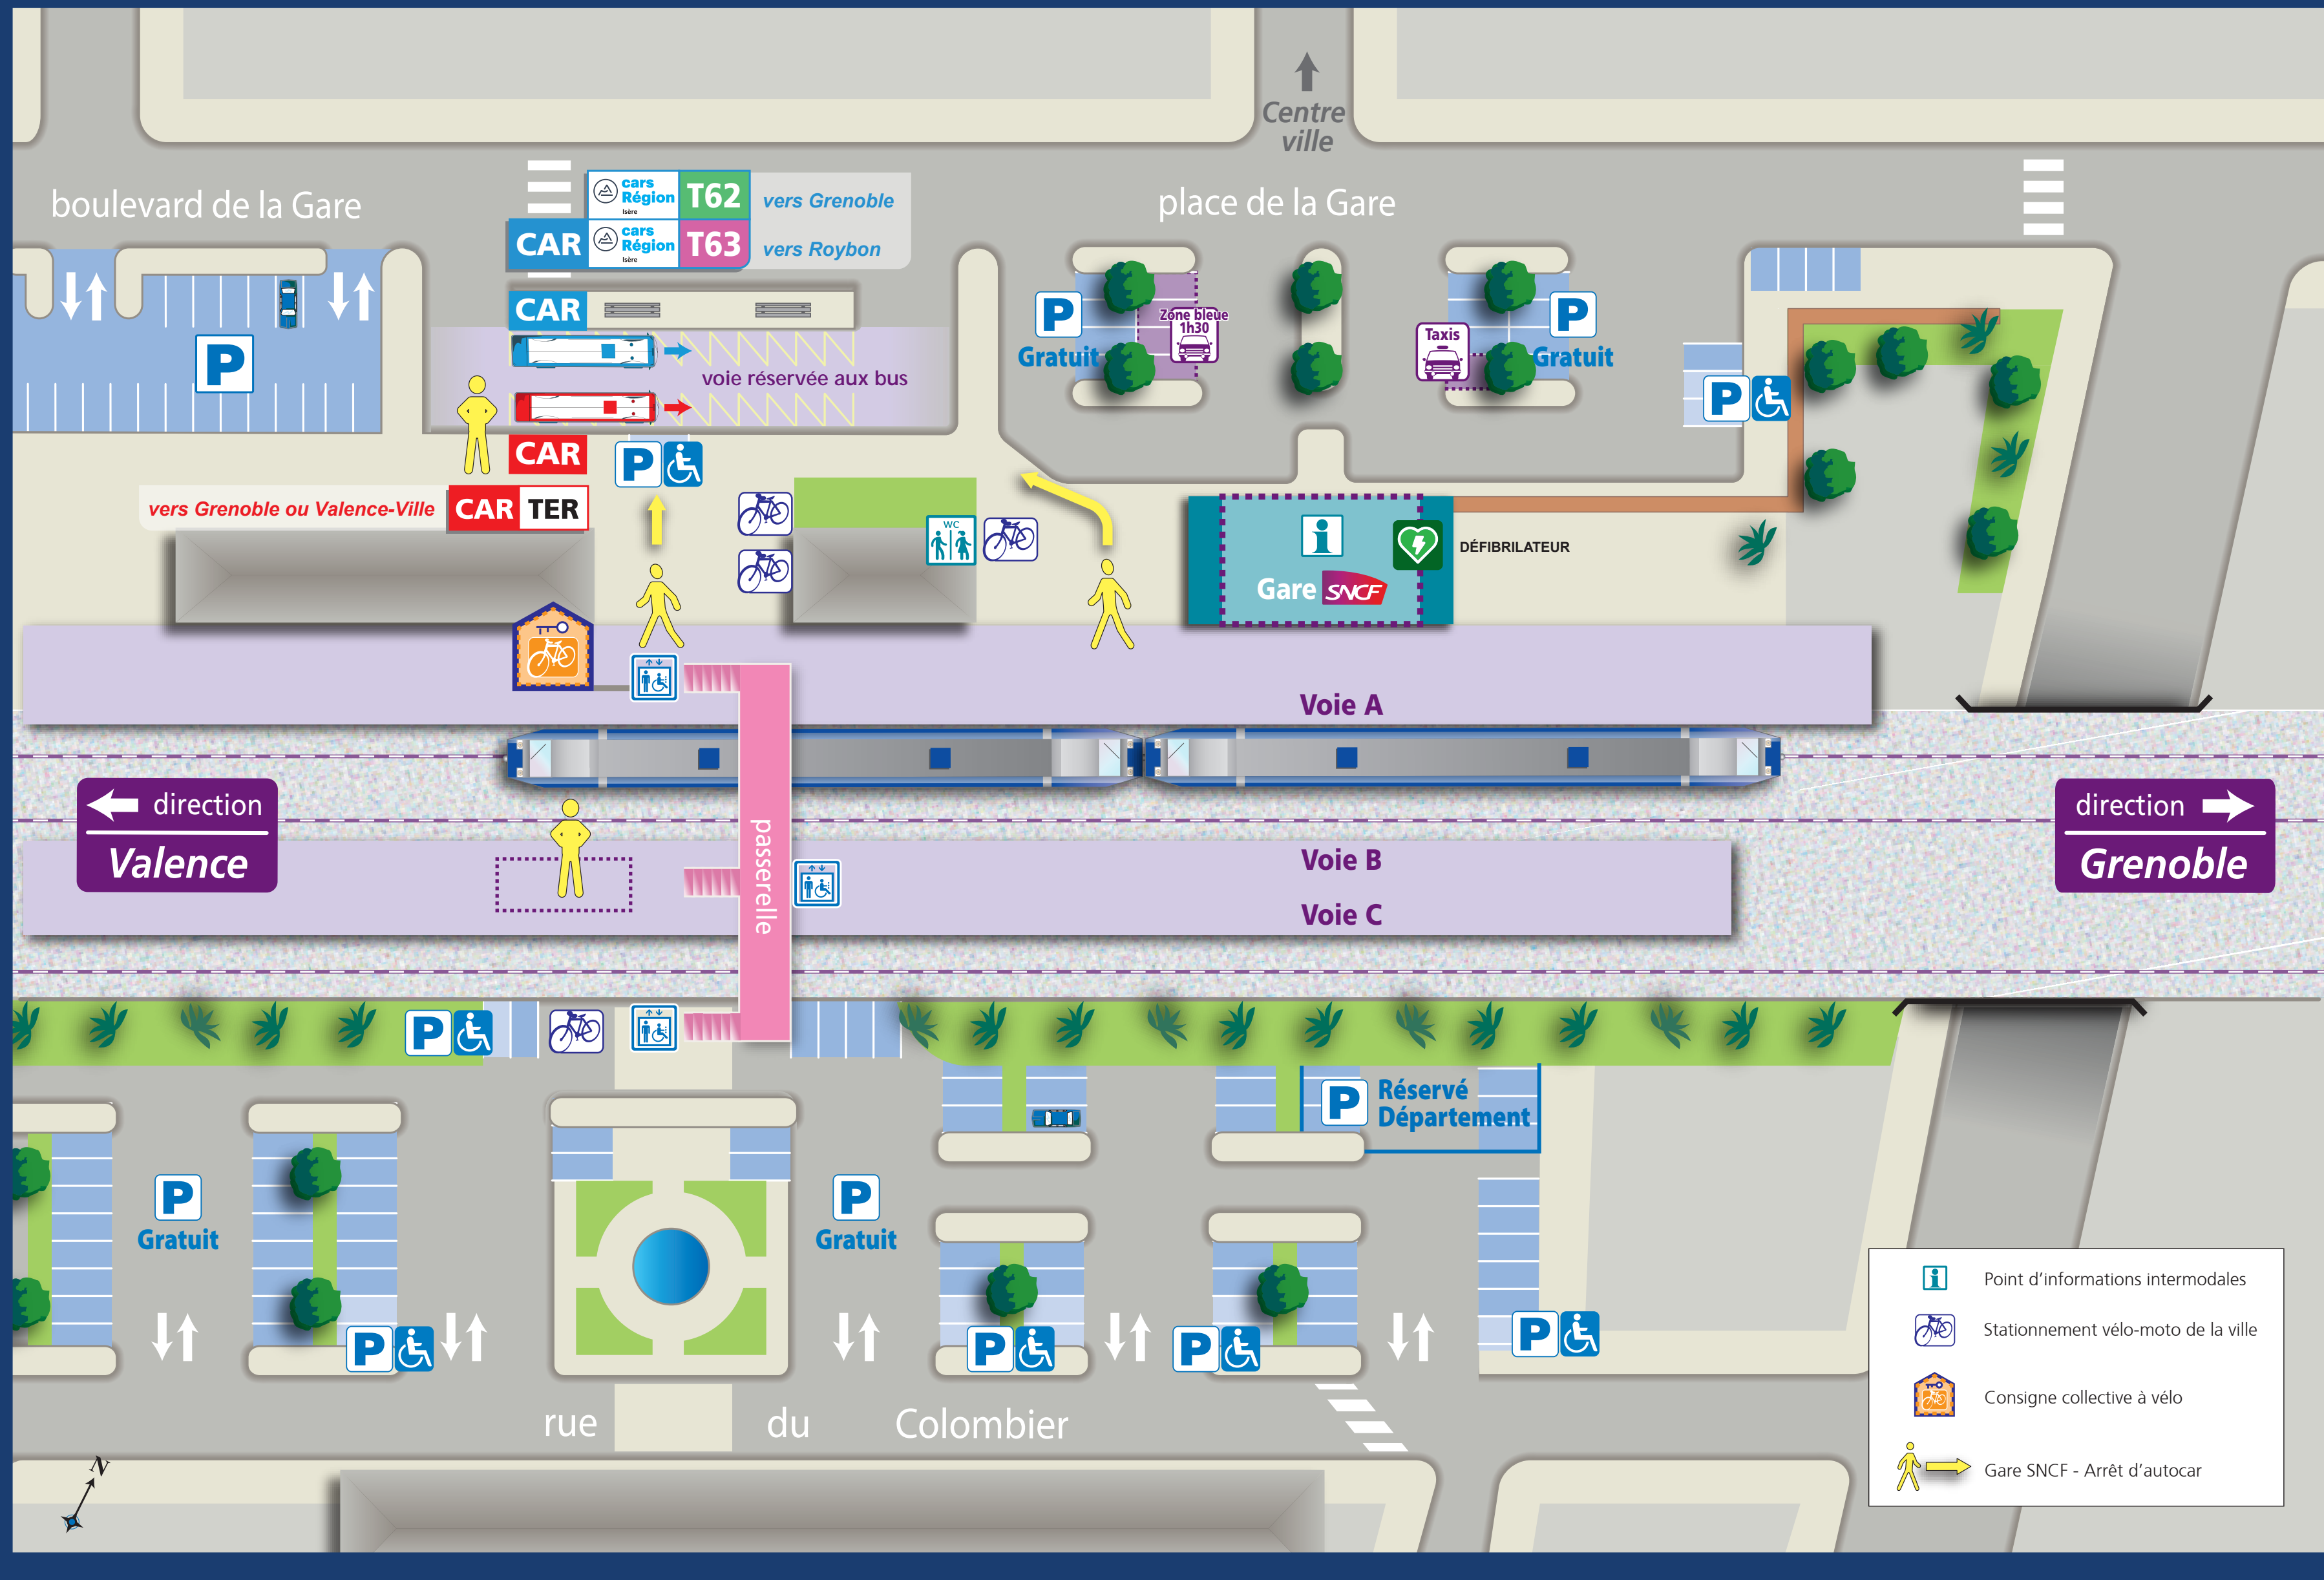 Centre
ville
boulevard de la Gare
place de la Gare
cars
Région
Isère
T62
vers Grenoble
CAR
cars
Région
Isère
T63
vers Roybon
CAR
voie réservée aux bus
P
P
Gratuit
Zone bleue
1h30
Taxis
P
Gratuit
P
CAR
P
vers Grenoble ou Valence-Ville
CAR TER
WC
i
DÉFIBRILATEUR
Gare SNCF
Voie A
direction
Valence
passerelle
Voie B
Voie C
direction
Grenoble
P
P
Réservé
Département
P
Gratuit
P
Gratuit
P
P
P
P
rue du Colombier
N
i Point d'informations intermodales
Stationnement vélo-moto de la ville
Consigne collective à vélo
Gare SNCF - Arrêt d'autocar